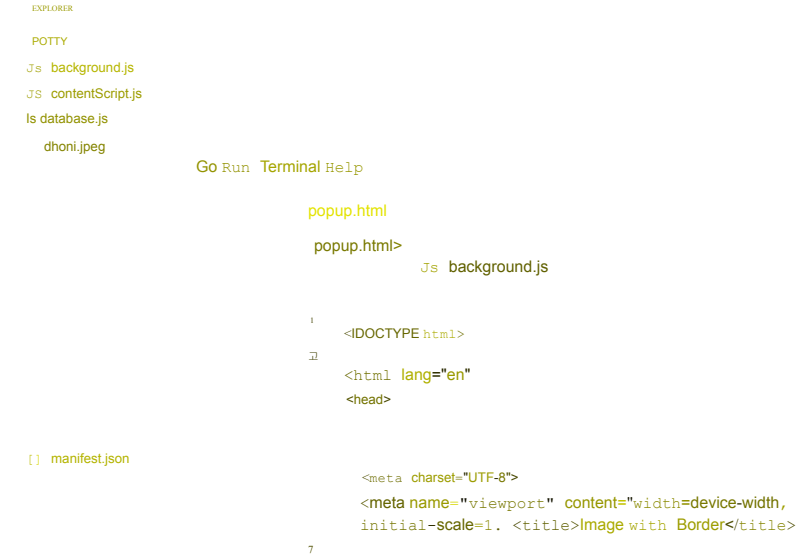 EXPLORER
POTTY
Js background.js
JS contentScript.js
Is database.js
dhoni.jpeg
Go Run Terminal Help
popup.html
popup.html>
Js background.js
1
<IDOCTYPE html>
고
<html lang="en"
<head>
[] manifest.json
<meta charset="UTF-8">
<meta name="viewport" content="width=device-width,
initial-scale=1. <title>Image with Border</title>
7